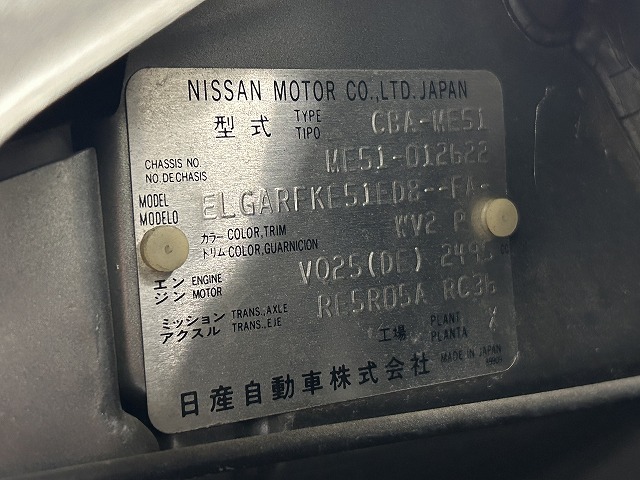 NISSAN MOTOR CO.,LTD. JAPAN
型式 TYPE TIPO CBA-ME51
CHASSIS NO. NO. DE CHASIS ME51-012622
MODEL MODELO ELGARFKE51ED8--FA-
カラー COLOR,TRIM トリム COLOR,GUARNICION WV2 P
エンジン ENGINE MOTOR VQ25(DE) 2495
ミッション TRANS.,AXLE アクスル TRANS.,EJE RE5R05A RC36
工場 PLANT PLANTA
日産自動車株式会社 MADE IN JAPAN